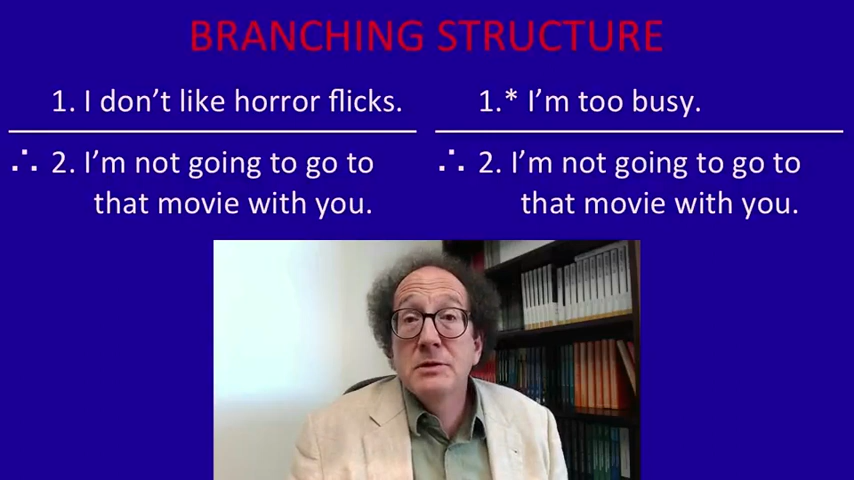 BRANCHING STRUCTURE
1. I don't like horror flicks.
∴ 2. I'm not going to go to
that movie with you.
1.* I'm too busy.
∴ 2. I'm not going to go to
that movie with you.